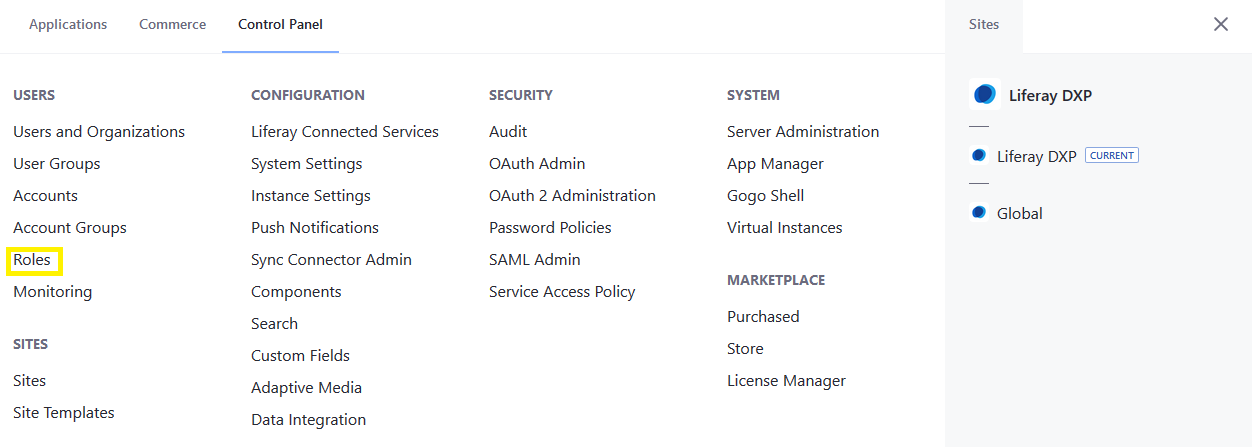 Applications
Commerce
Control Panel
Sites
USERS
Users and Organizations
User Groups
Accounts
Account Groups
Roles
Monitoring
SITES
Sites
Site Templates
CONFIGURATION
Liferay Connected Services
System Settings
Instance Settings
Push Notifications
Sync Connector Admin
Components
Search
Custom Fields
Adaptive Media
Data Integration
SECURITY
Audit
OAuth Admin
OAuth 2 Administration
Password Policies
SAML Admin
Service Access Policy
SYSTEM
Server Administration
App Manager
Gogo Shell
Virtual Instances
MARKETPLACE
Purchased
Store
License Manager
Liferay DXP
Liferay DXP CURRENT
Global